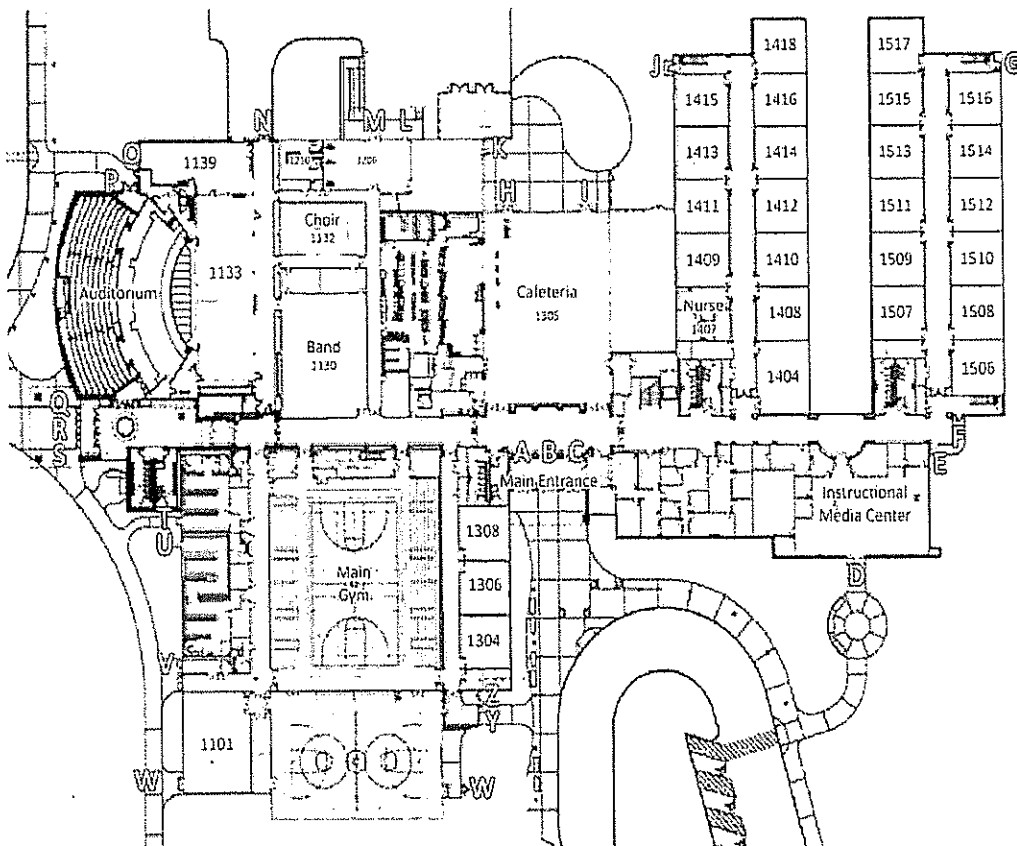 1418
1517
J
G
1415
1416
1515
1516
N
M
L
1413
1414
1513
1514
O
1139
1206
K
P
H
I
1411
1412
1511
1512
Choir
1132
1133
1409
1410
1509
1510
Auditorium
Cafeteria
1305
Nurse
1407
1408
1507
1508
Band
1130
1404
1506
Q
R
S
F
A B C
E
Main Entrance
Instructional
Media Center
1308
U
Main
Gym
1306
D
1304
V
Z
Y
1101
W
W